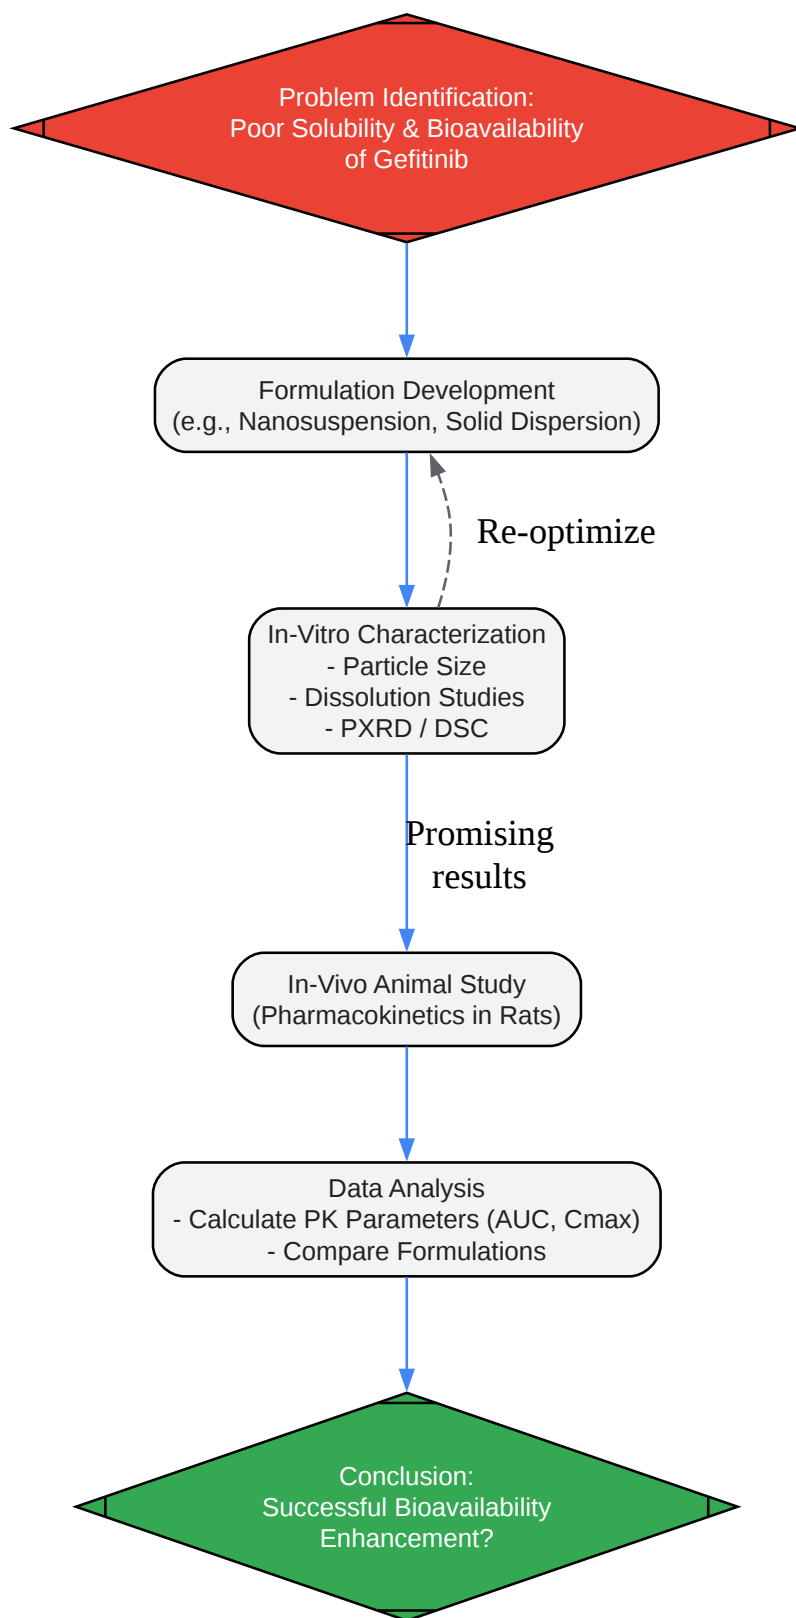 Problem Identification:
Poor Solubility & Bioavailability
of Gefitinib
Formulation Development
(e.g., Nanosuspension, Solid Dispersion)
Re-optimize
In-Vitro Characterization
- Particle Size
- Dissolution Studies
- PXRD / DSC
Promising
results
In-Vivo Animal Study
(Pharmacokinetics in Rats)
Data Analysis
- Calculate PK Parameters (AUC, Cmax)
- Compare Formulations
Conclusion:
Successful Bioavailability
Enhancement?